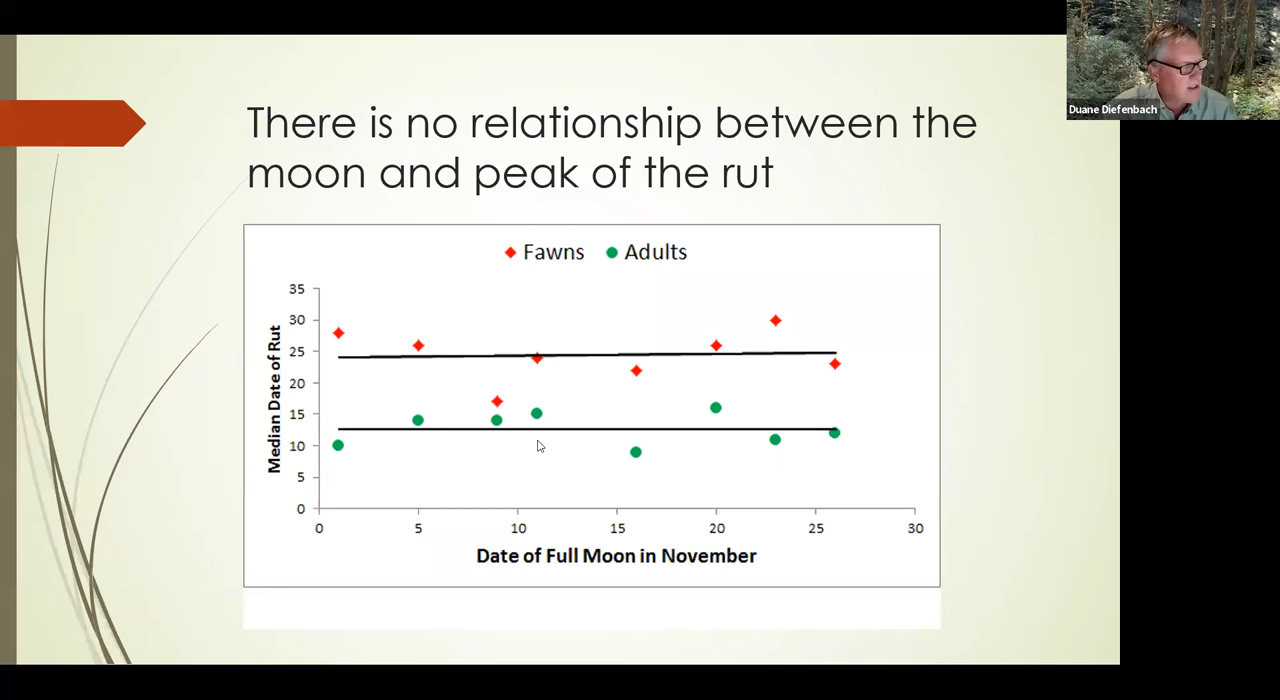 There is no relationship between the
moon and peak of the rut
Duane Diefenbach
Fawns Adults
Median Date of Rut
35
30
25
20
15
10
5
0
0 5 10 15 20 25 30
Date of Full Moon in November